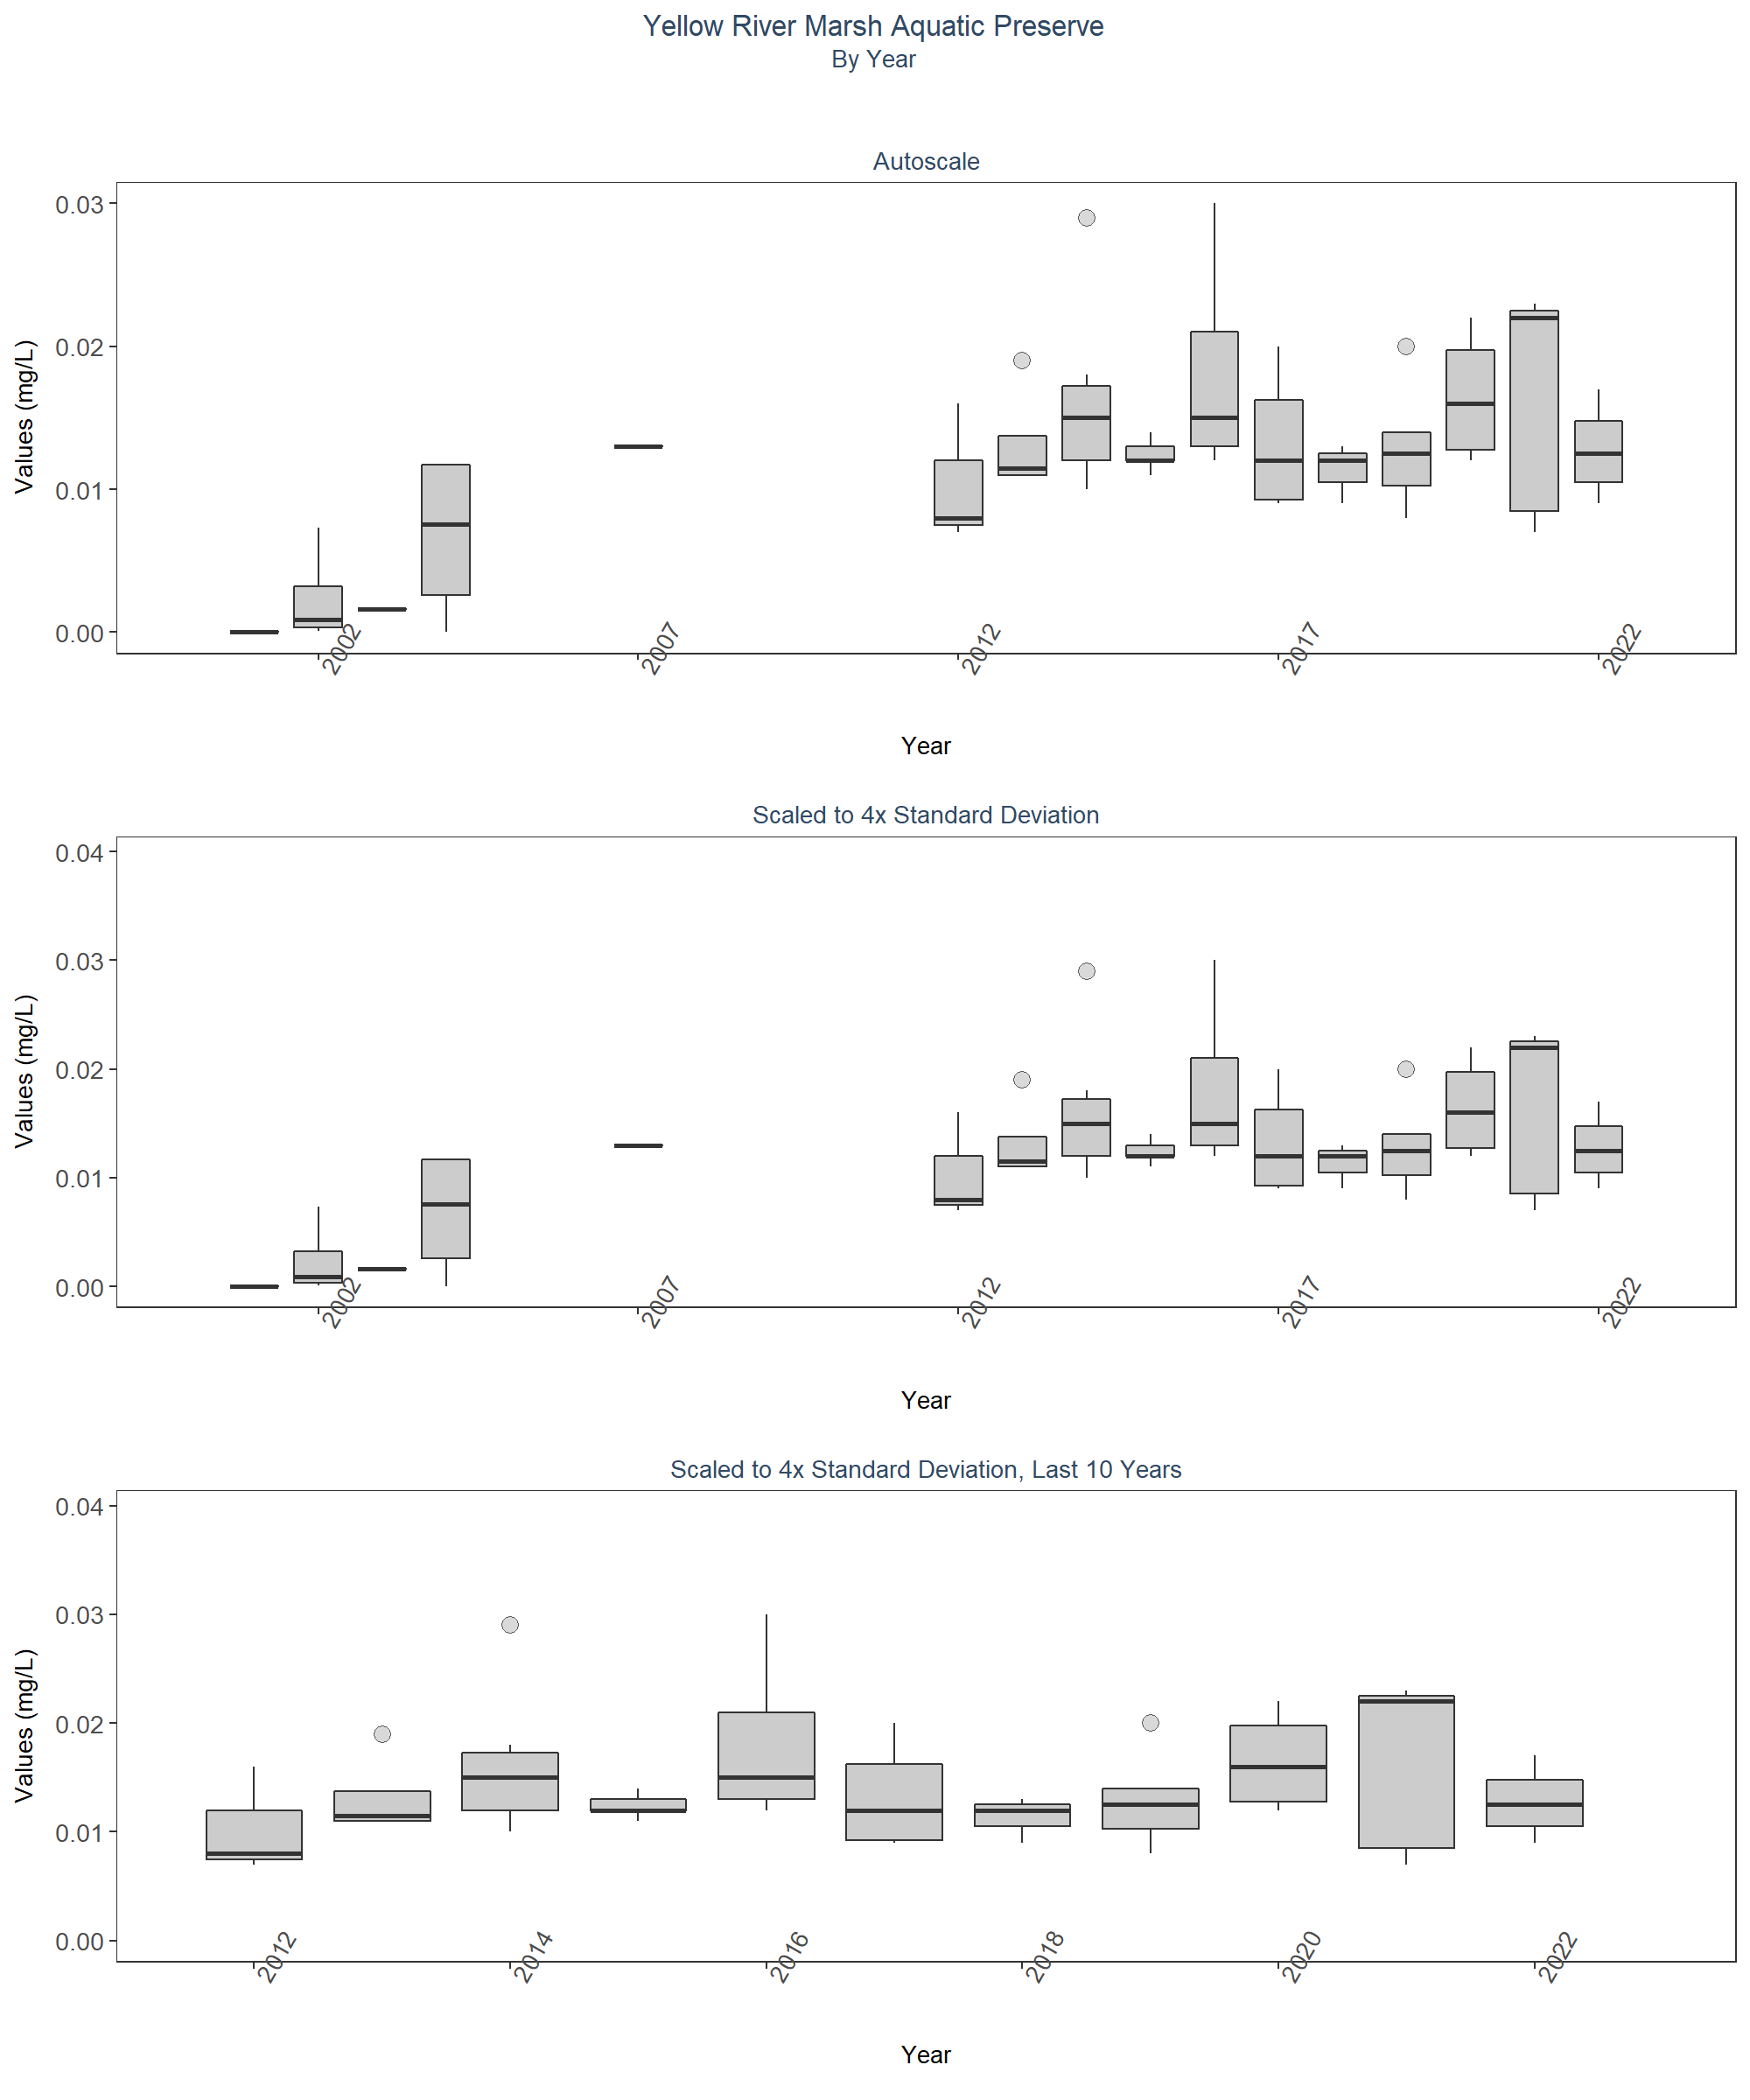 Yellow River Marsh Aquatic Preserve
By Year
Autoscale
Values (mg/L)
0.03
0.02
0.01
0.00
2002 2007 2012 2017 2022
Year
Scaled to 4x Standard Deviation
Values (mg/L)
0.04
0.03
0.02
0.01
0.00
2002 2007 2012 2017 2022
Year
Scaled to 4x Standard Deviation, Last 10 Years
Values (mg/L)
0.04
0.03
0.02
0.01
0.00
2012 2014 2016 2018 2020 2022
Year